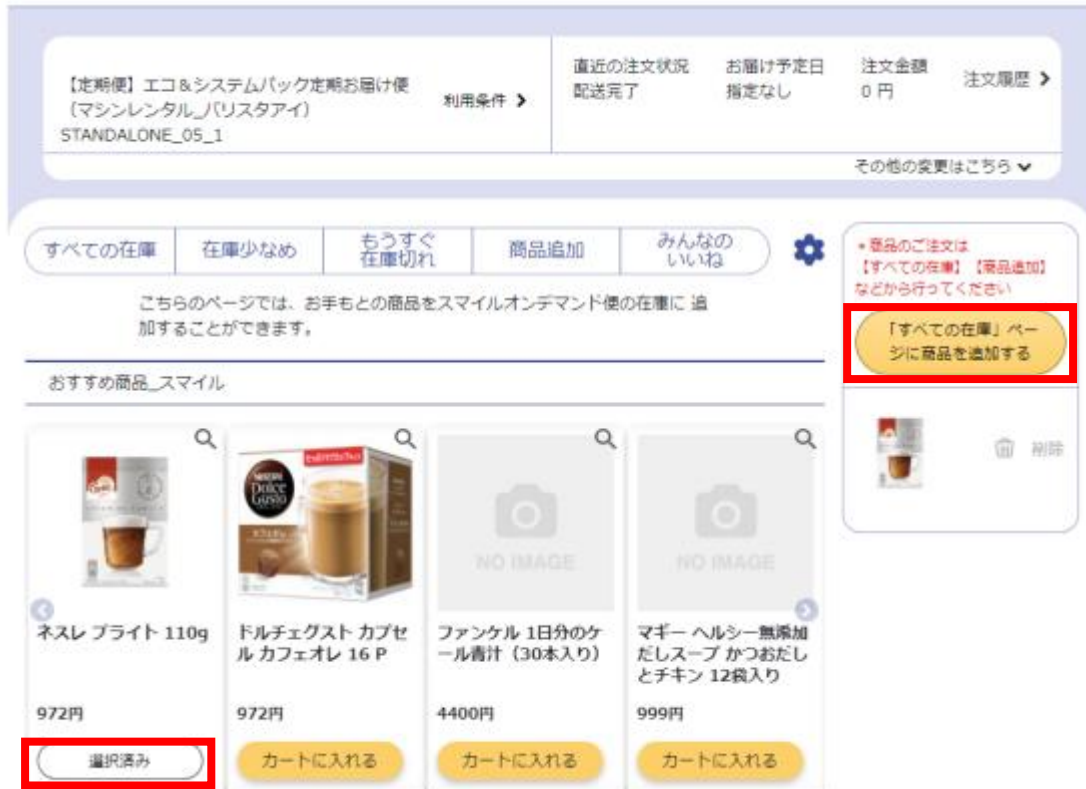 【定期便】エコ&システムパック定期お届け便
(マシンレンタル_バリスタアイ)
STANDALONE_05_1
利用条件
直近の注文状況
配送完了
お届け予定日
指定なし
注文金額
0 円
注文履歴
その他の変更はこちら
すべての在庫
在庫少なめ
もうすぐ
在庫切れ
商品追加
みんなの
いいね
こちらのページでは、お手もとの商品をスマイルオンデマンド便の在庫に 追
加することができます。
おすすめ商品_スマイル
NESCAFÉ
Dolce
Gusto
カフェオレ
NO IMAGE
NO IMAGE
ネスレ ブライト 110g
972円
選択済み
ドルチェグスト カプセ
ル カフェオレ 16 P
972円
カートに入れる
ファンケル 1日分のケ
ール青汁(30本入り)
4400円
カートに入れる
マギー ヘルシー無添加
だしスープ かつおだし
とチキン 12袋入り
999円
カートに入れる
*商品のご注文は
【すべての在庫】【商品追加】
などから行ってください
「すべての在庫」ペー
ジに商品を追加する
削除